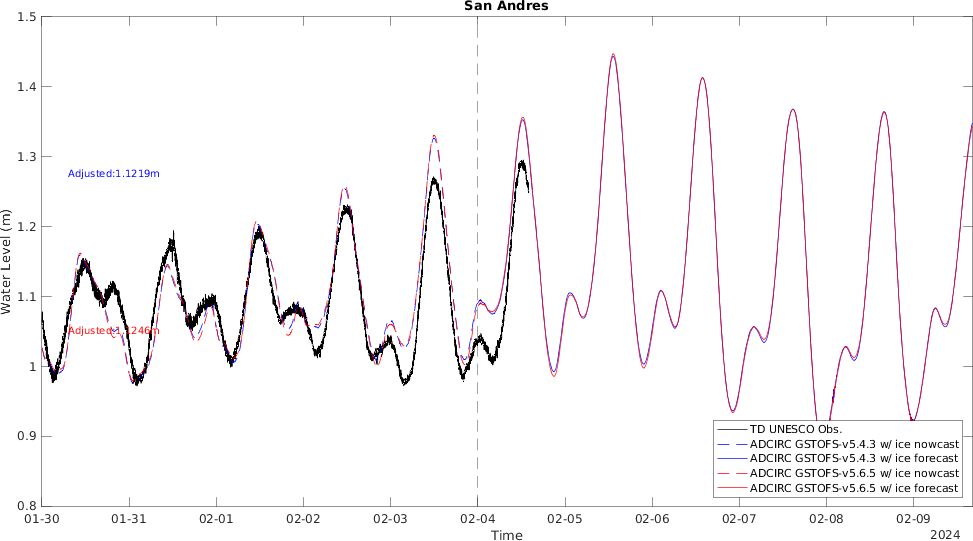 San Andres
1.5
1.4
1.3
1.2
1.1
1
0.9
0.8
Water Level (m)
Adjusted:1.1219m
Adjusted:1.1246m
TD UNESCO Obs.
ADCIRC GSTOFS-v5.4.3 w/ ice nowcast
ADCIRC GSTOFS-v5.4.3 w/ ice forecast
ADCIRC GSTOFS-v5.6.5 w/ ice nowcast
ADCIRC GSTOFS-v5.6.5 w/ ice forecast
01-30 01-31 02-01 02-02 02-03 02-04 02-05 02-06 02-07 02-08 02-09
Time
2024